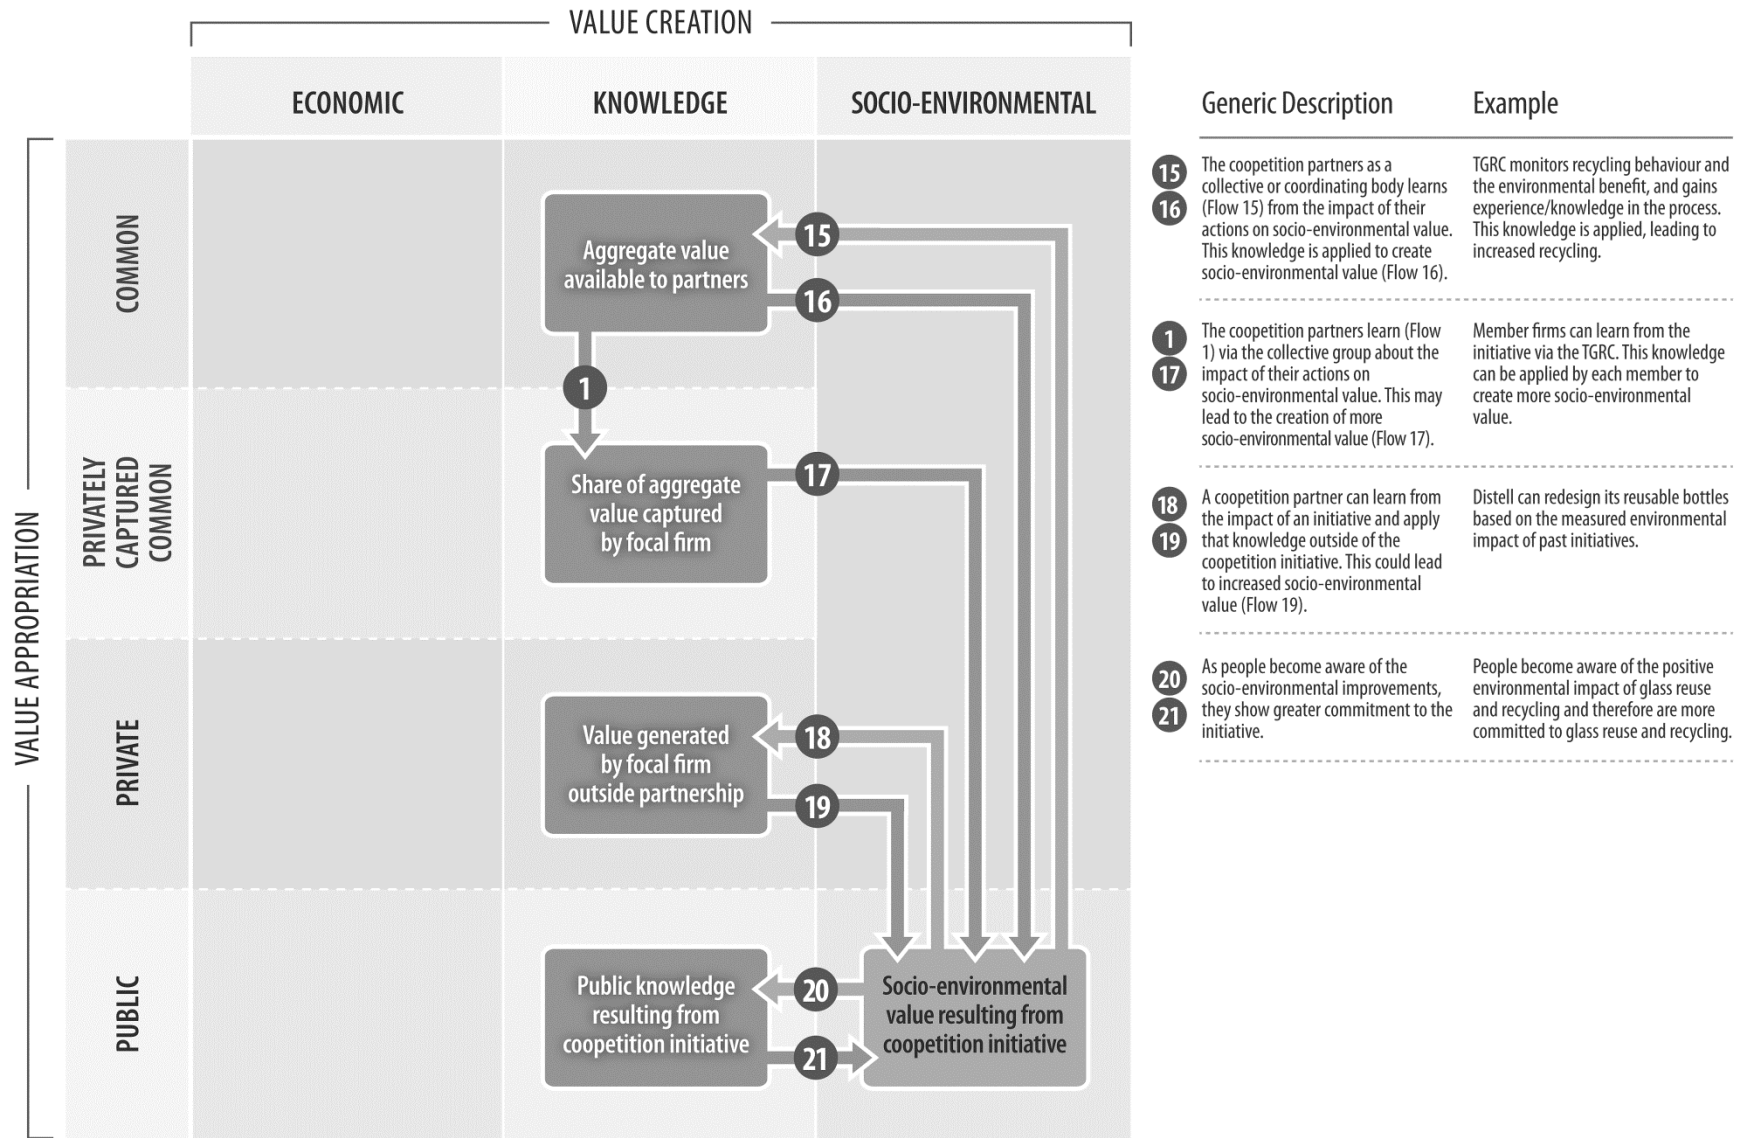 VALUE CREATION
ECONOMIC
KNOWLEDGE
SOCIO-ENVIRONMENTAL
VALUE APPROPRIATION
COMMON
PRIVATELY
CAPTURED
COMMON
PRIVATE
PUBLIC
Aggregate value
available to partners
15
16
1
Share of aggregate
value captured
by focal firm
17
Value generated
by focal firm
outside partnership
18
19
Public knowledge
resulting from
coopetition initiative
20
21
Socio-environmental
value resulting from
coopetition initiative
Generic Description
Example
15
16
The coopetition partners as a
collective or coordinating body learns
(Flow 15) from the impact of their
actions on socio-environmental value.
This knowledge is applied to create
socio-environmental value (Flow 16).
TGRC monitors recycling behaviour and
the environmental benefit, and gains
experience/knowledge in the process.
This knowledge is applied, leading to
increased recycling.
1
17
The coopetition partners learn (Flow
1) via the collective group about the
impact of their actions on
socio-environmental value. This may
lead to the creation of more
socio-environmental value (Flow 17).
Member firms can learn from the
initiative via the TGRC. This knowledge
can be applied by each member to
create more socio-environmental
value.
18
19
A coopetition partner can learn from
the impact of an initiative and apply
that knowledge outside of the
coopetition initiative. This could lead
to increased socio-environmental
value (Flow 19).
Distell can redesign its reusable bottles
based on the measured environmental
impact of past initiatives.
20
21
As people become aware of the
socio-environmental improvements,
they show greater commitment to the
initiative.
People become aware of the positive
environmental impact of glass reuse
and recycling and therefore are more
committed to glass reuse and recycling.